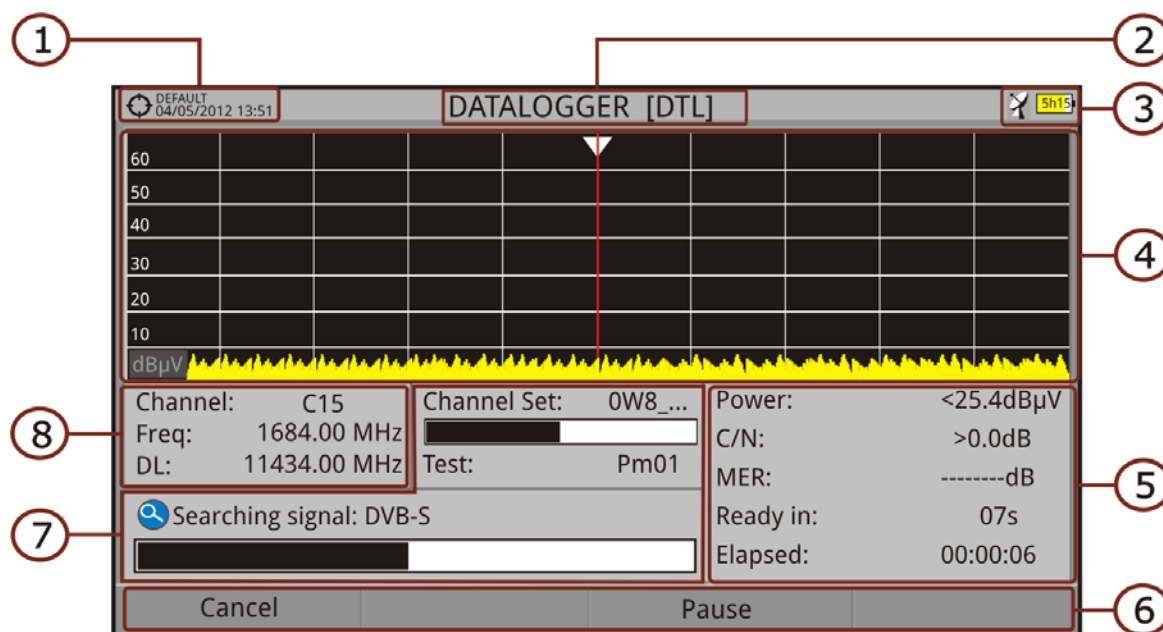 1
2
DEFAULT
04/05/2012 13:51
DATALOGGER [DTL]
5h15
3
60
50
40
30
20
10
dBµV
4
Channel: C15
Freq: 1684.00 MHz
DL: 11434.00 MHz
8
Channel Set: 0W8_...
Test: Pm01
Power: <25.4dBµV
C/N: >0.0dB
MER: --------dB
Ready in: 07s
Elapsed: 00:00:06
5
7
Searching signal: DVB-S
Cancel
Pause
6